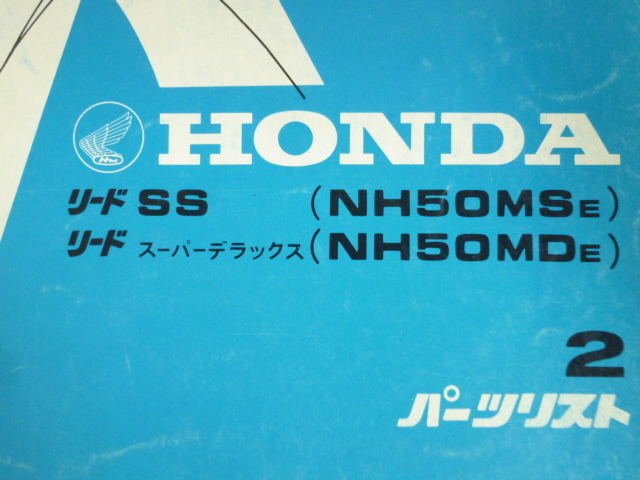 HM
HONDA
リード SS (NH50MSE)
リード スーパーデラックス (NH50MDE)
2
パーツリスト